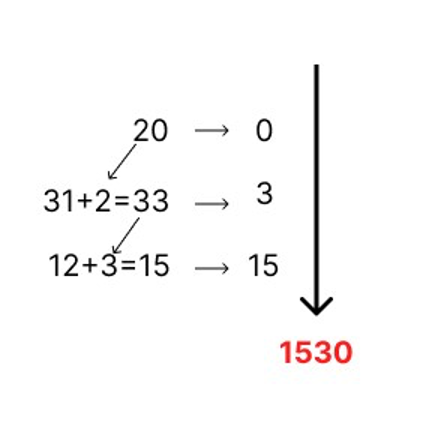 20 → 0
31+2=33 → 3
12+3=15 → 15
1530